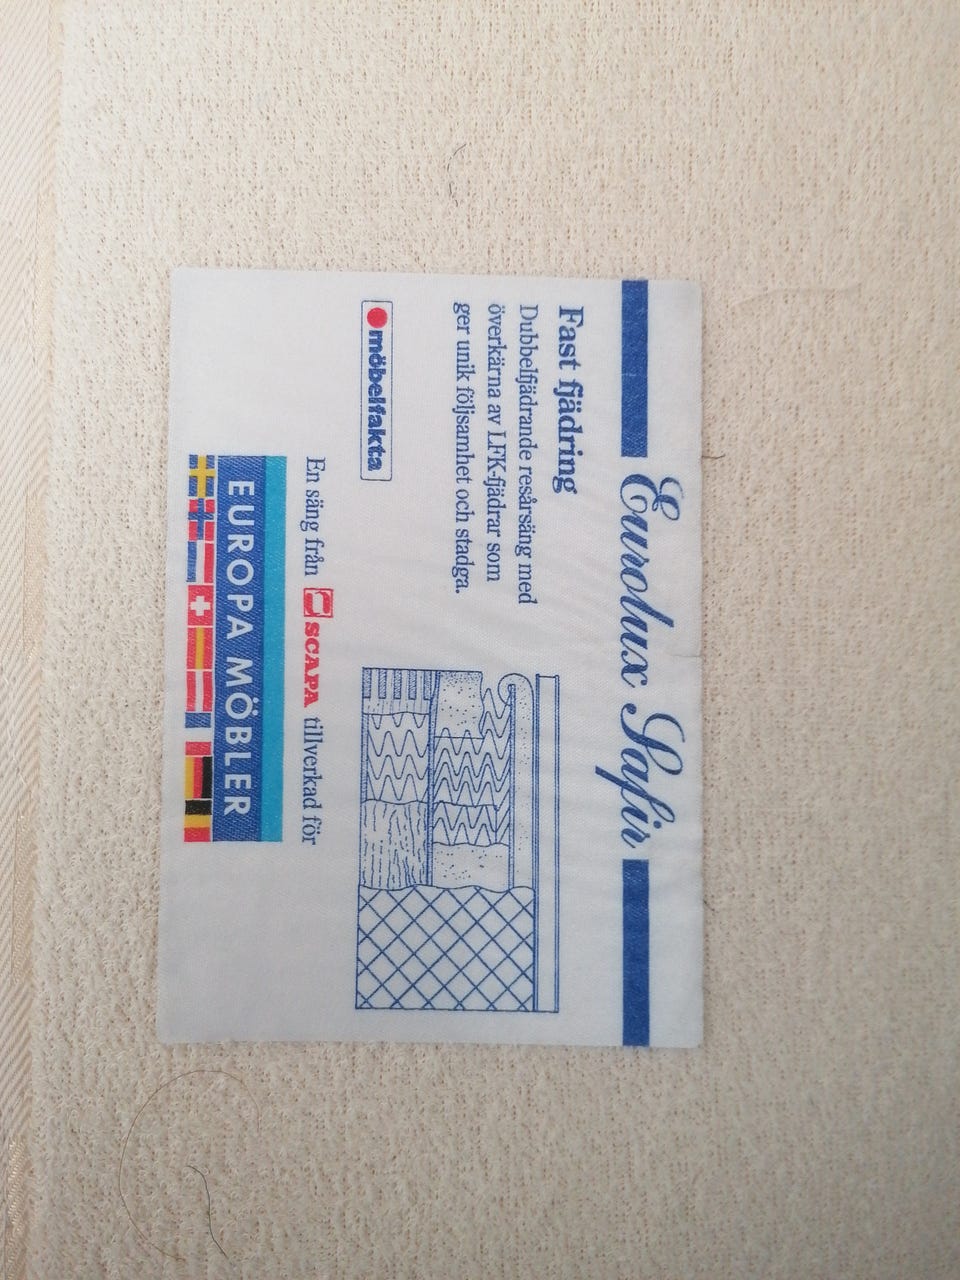 Eurolux Safir
Fast fjädring
Dubbelfjädrande resårsäng med
överkärna av LFK-fjädrar som
ger unik följsamhet och stadga.
möbelfakta
En säng från SCAPA tillverkad för
EUROPA MÖBLER